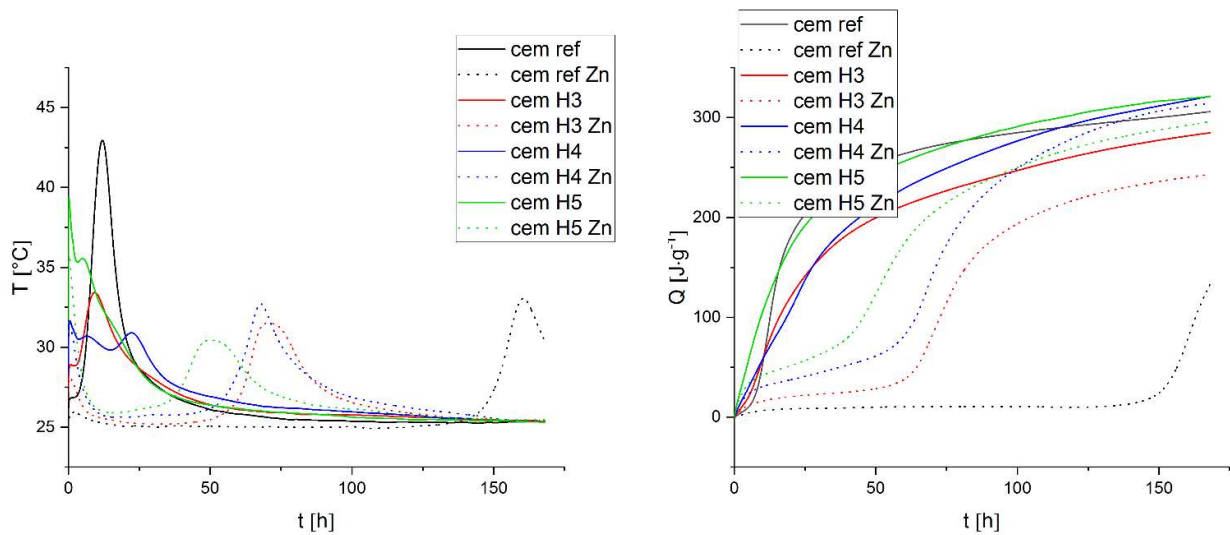 cem ref
cem ref Zn
cem H3
cem H3 Zn
cem H4
cem H4 Zn
cem H5
cem H5 Zn
T [°C]
45
40
35
30
25
0
50
100
150
t [h]
cem ref
cem ref Zn
cem H3
cem H3 Zn
cem H4
cem H4 Zn
cem H5
cem H5 Zn
Q [J·g⁻¹]
300
200
100
0
0
50
100
150
t [h]